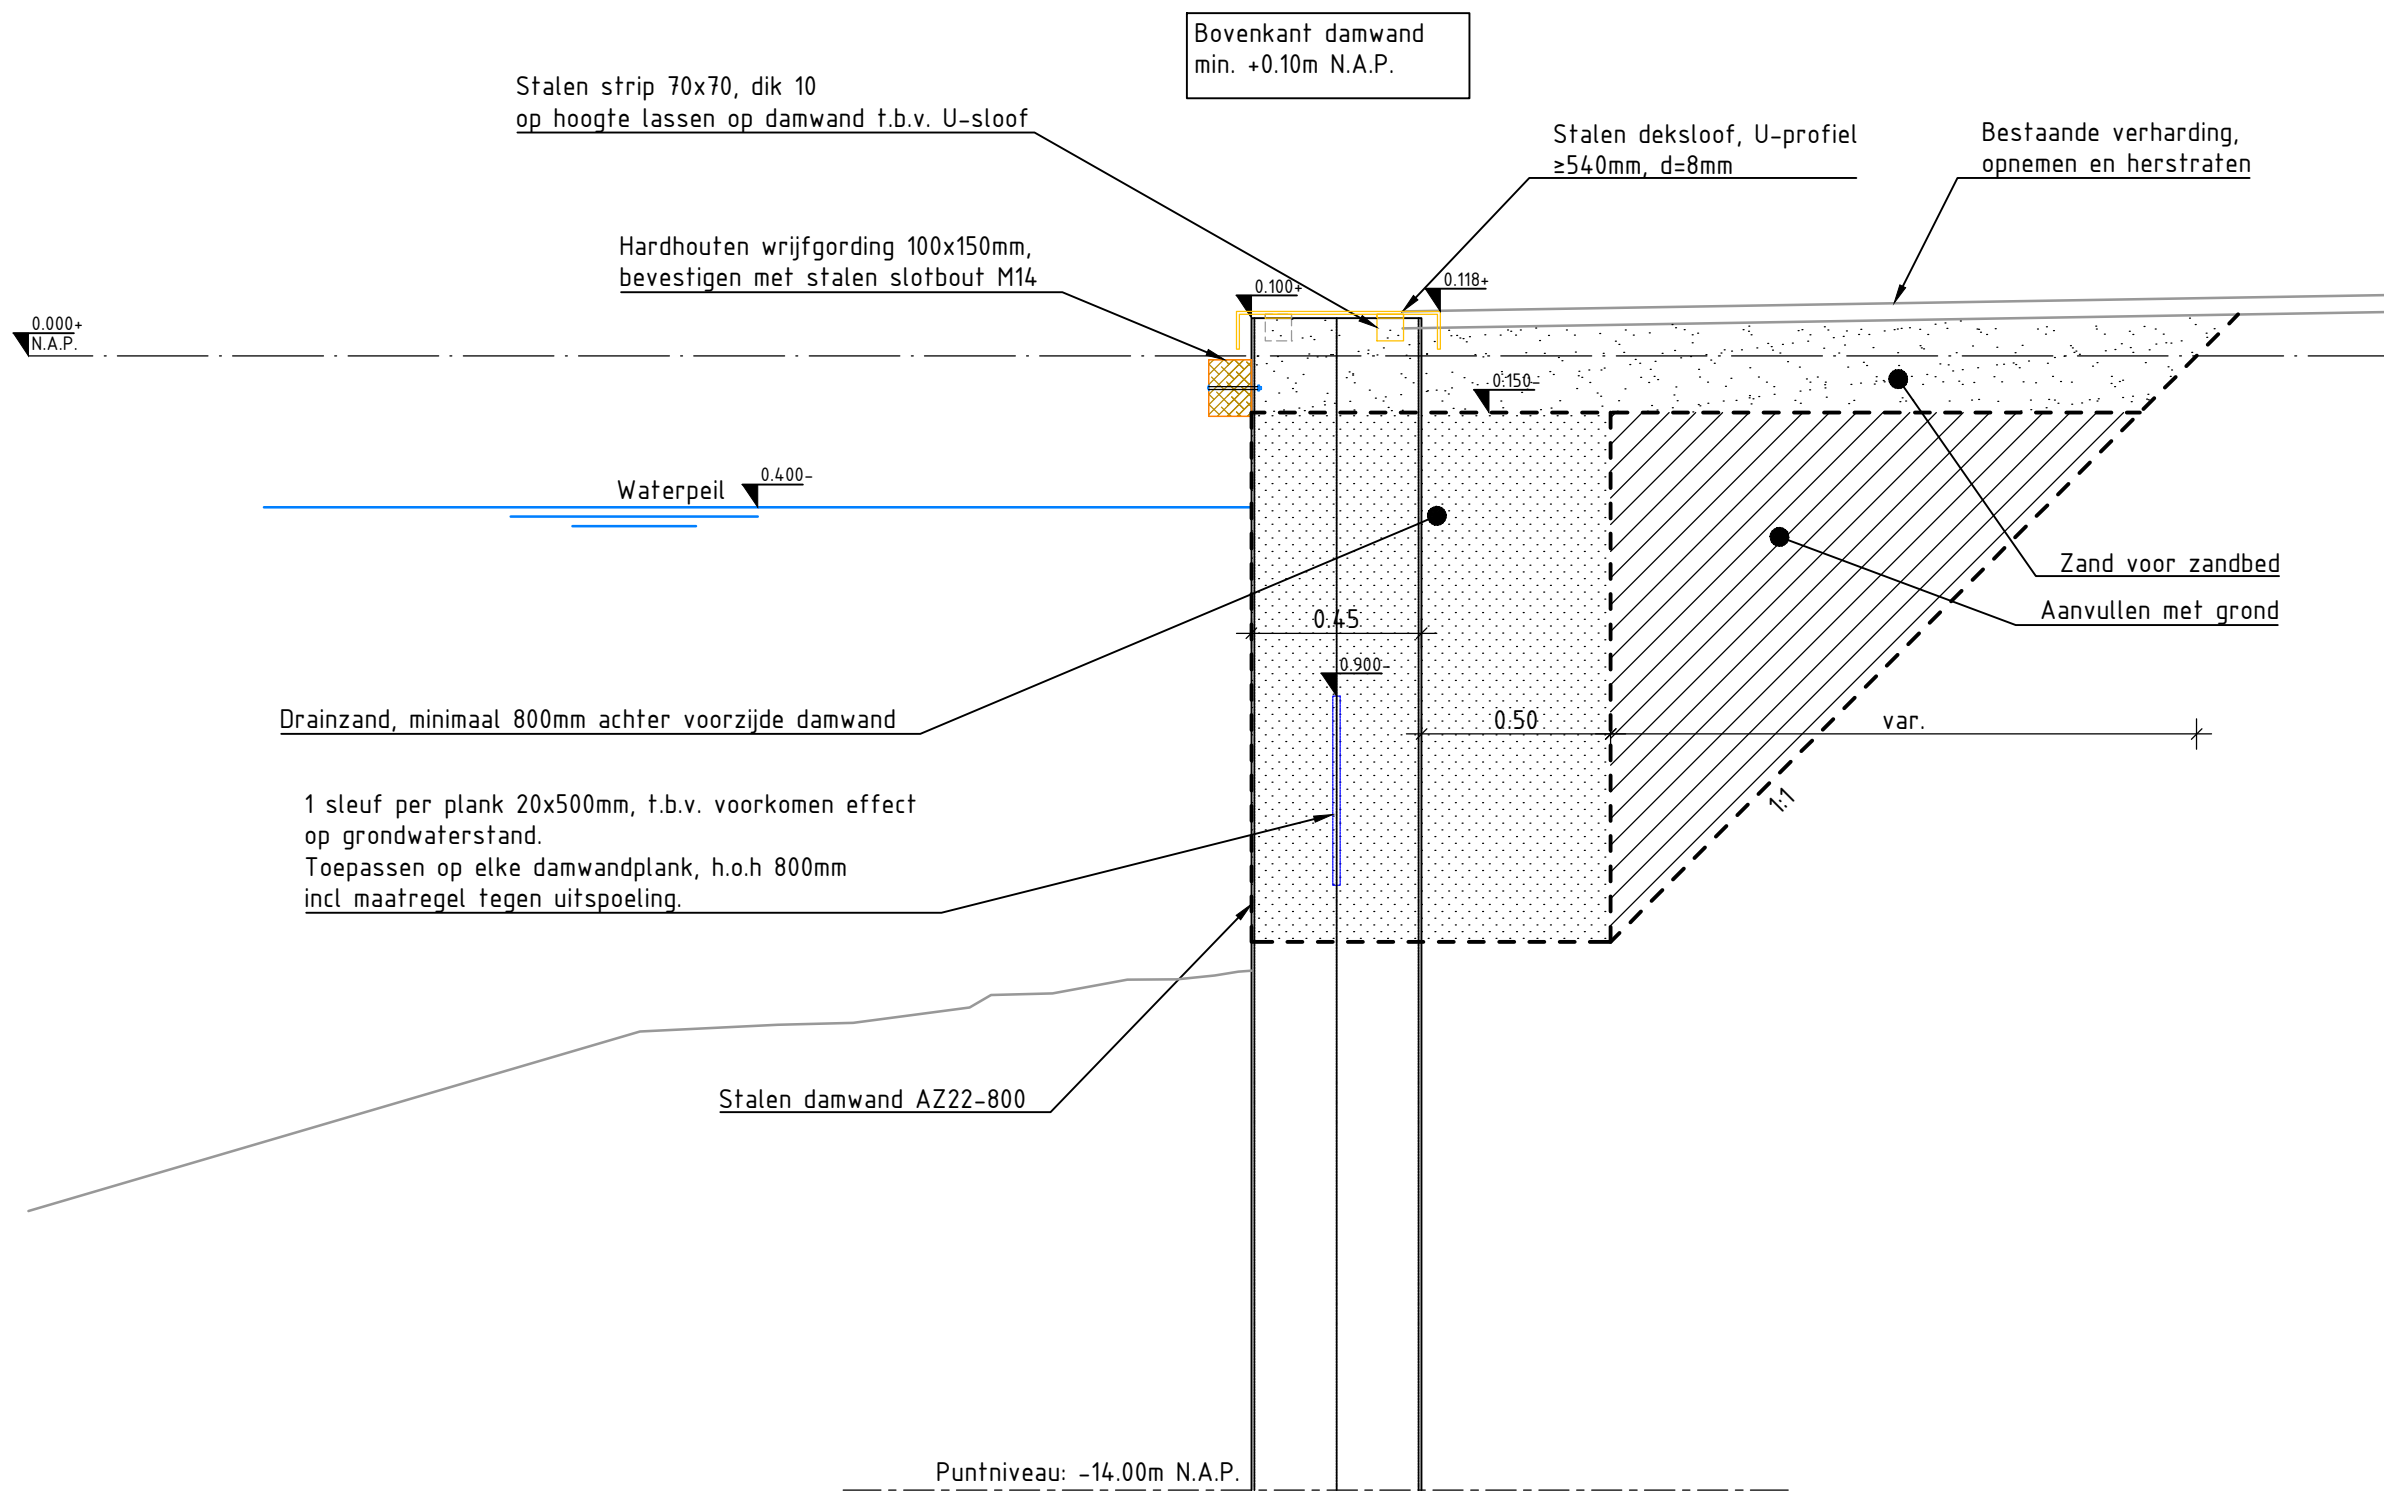 Bovenkant damwand
min. +0.10m N.A.P.
Stalen strip 70x70, dik 10
op hoogte lassen op damwand t.b.v. U-sloof
Stalen deksloof, U-profiel
≥540mm, d=8mm
Bestaande verharding,
opnemen en herstraten
Hardhouten wrijfgording 100x150mm,
bevestigen met stalen slotbout M14
0.100+
0.118+
0.000+
N.A.P.
0.150-
Waterpeil
0.400-
Zand voor zandbed
Aanvullen met grond
0.45
0.900-
Drainzand, minimaal 800mm achter voorzijde damwand
0.50
var.
1:1
1 sleuf per plank 20x500mm, t.b.v. voorkomen effect
op grondwaterstand.
Toepassen op elke damwandplank, h.o.h 800mm
incl maatregel tegen uitspoeling.
Stalen damwand AZ22-800
Puntniveau: -14.00m N.A.P.